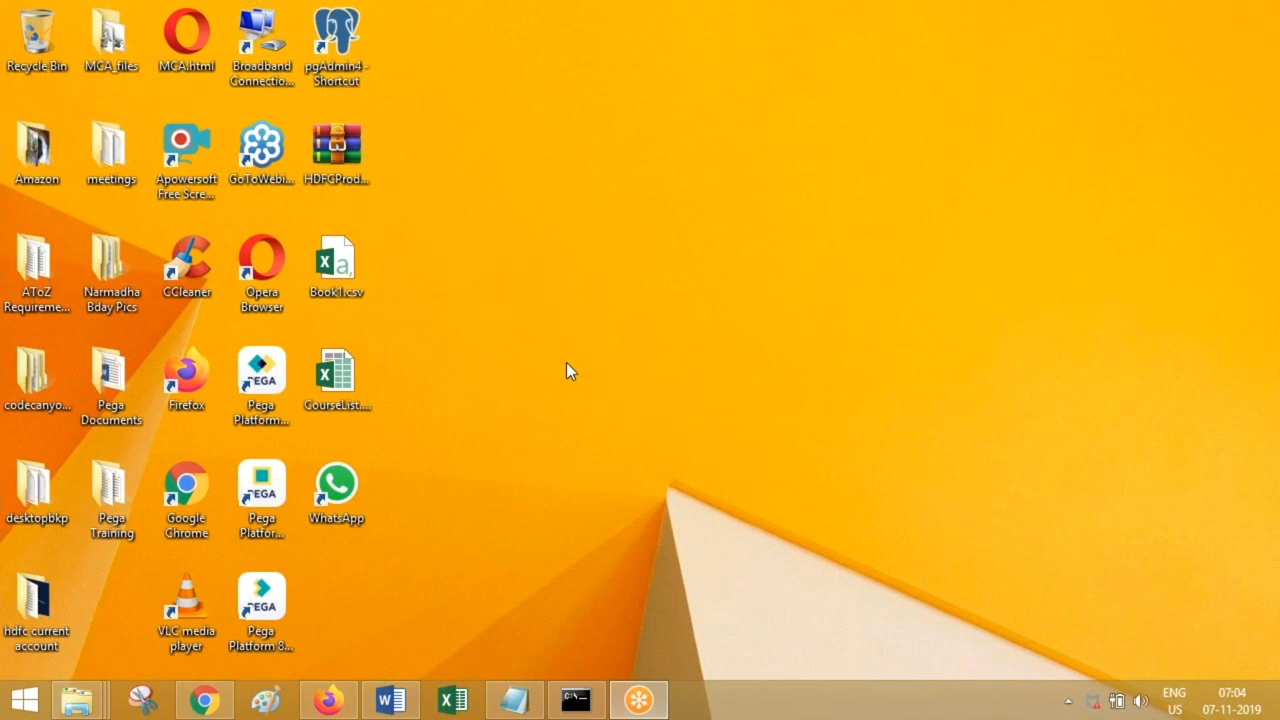 Recycle Bin
MCA_files
MCA.html
Broadband
Connectio...
pgAdmin4 -
Shortcut
Amazon
meetings
Apowersoft
Free Scre...
GoToWebi...
HDFCProd...
AToZ
Requireme...
Narmadha
Bday Pics
CCleaner
Opera
Browser
Book1.csv
codecanyo...
Pega
Documents
Firefox
PEGA
Pega
Platform...
CourseList....
desktopbkp
Pega
Training
Google
Chrome
PEGA
Pega
Platfor...
WhatsApp
hdfc current
account
VLC media
player
PEGA
Pega
Platform 8...
ENG
US
07:04
07-11-2019